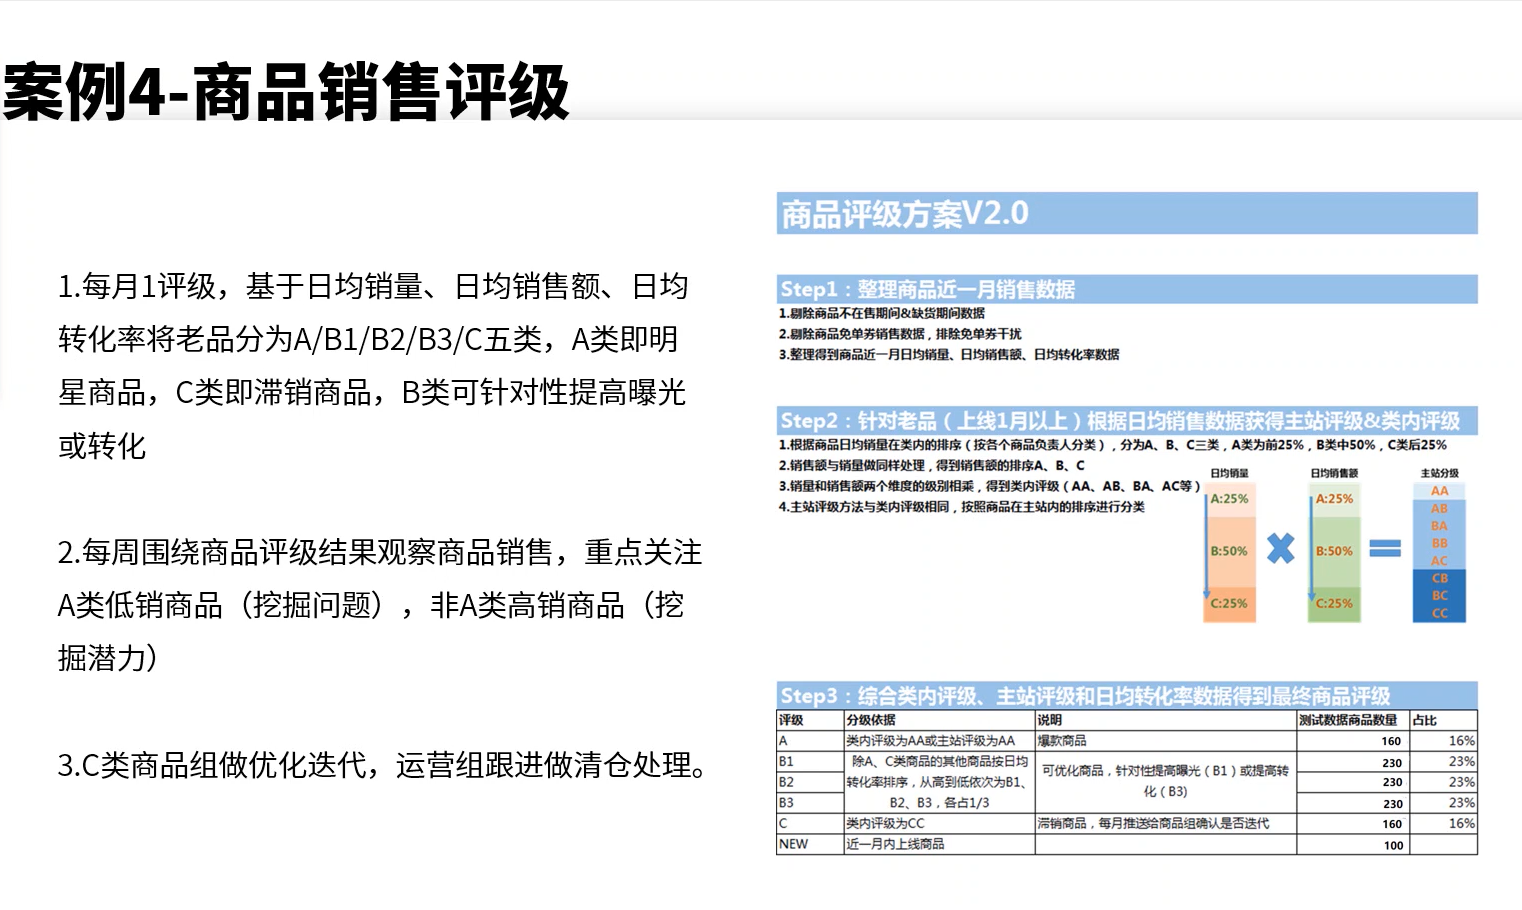 案例4-商品销售评级
1.每月1评级，基于日均销量、日均销售额、日均
转化率将老品分为A/B1/B2/B3/C五类，A类即明
星商品，C类即滞销商品，B类可针对性提高曝光
或转化
2.每周围绕商品评级结果观察商品销售，重点关注
A类低销商品（挖掘问题），非A类高销商品（挖
掘潜力）
3.C类商品组做优化迭代，运营组跟进做清仓处理。
商品评级方案V2.0
Step1：整理商品近一月销售数据
1.剔除商品不在售期间&缺货期间数据
2.剔除商品免单券销售数据，排除免单券干扰
3.整理得到商品近一月日均销量、日均销售额、日均转化率数据
Step2：针对老品（上线1月以上）根据日均销售数据获得主站评级&类内评级
1.根据商品日均销量在类内的排序（按各个商品负责人分类），分为A、B、C三类，A类为前25%，B类中50%，C类后25%
2.销售额与销量做同样处理，得到销售额的排序A、B、C
3.销量和销售额两个维度的级别相乘，得到类内评级（AA、AB、BA、AC等）
4.主站评级方法与类内评级相同，按照商品在主站内的排序进行分类
日均销量 日均销售额 主站分级
A:25% A:25% AA
AB
BA
B:50% B:50% BB
AC
CB
C:25% C:25% BC
CC
Step3：综合类内评级、主站评级和日均转化率数据得到最终商品评级
评级 分级依据 说明 测试数据商品数量 占比
A 类内评级为AA或主站评级为AA 爆款商品 160 16%
B1 除A、C类商品的其他商品按日均 可优化商品，针对性提高曝光（B1）或提高转 230 23%
B2 转化率排序，从高到低依次为B1、 化（B3） 230 23%
B3 B2、B3，各占1/3 230 23%
C 类内评级为CC 滞销商品，每月推送给商品组确认是否迭代 160 16%
NEW 近一月内上线商品 100